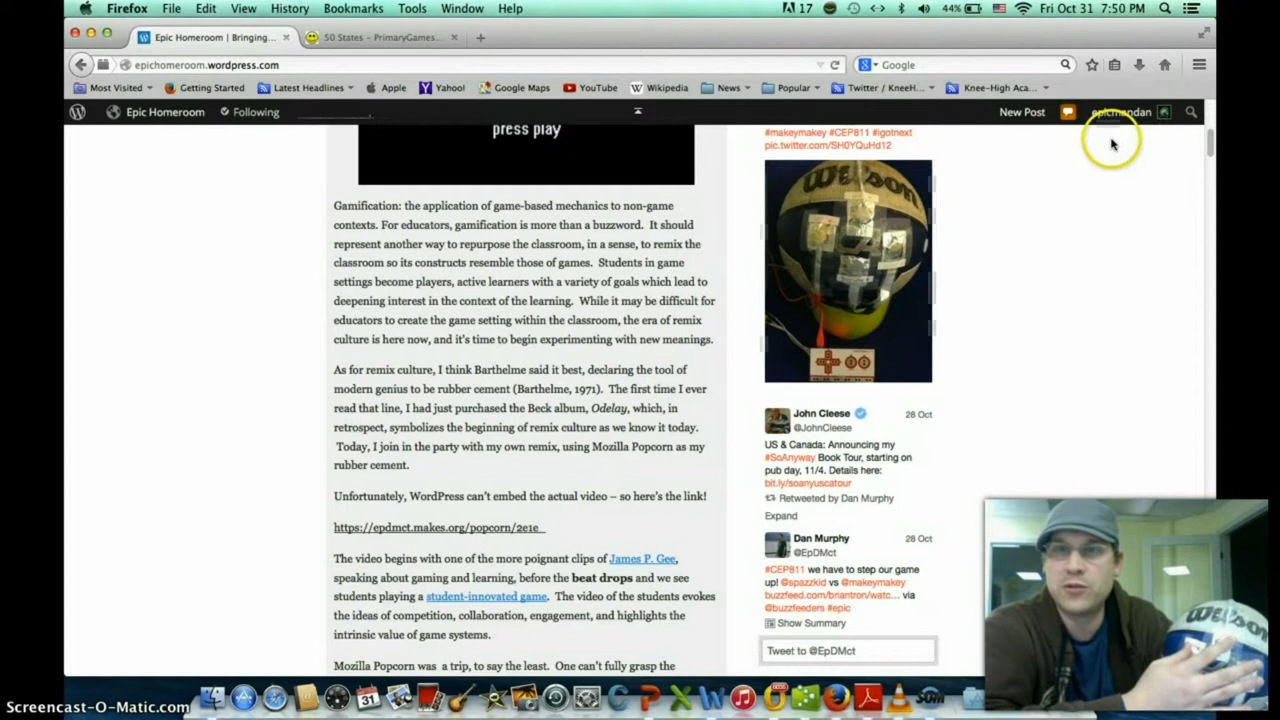 Firefox File Edit View History Bookmarks Tools Window Help 17 44% Fri Oct 31 7:50 PM
Epic Homeroom | Bringing... × 50 States - PrimaryGames... × +
epichomeroom.wordpress.com Google
Most Visited Getting Started Latest Headlines Apple Yahoo! Google Maps YouTube Wikipedia News Popular Twitter / KneeH... Knee-High Aca...
Epic Homeroom Following New Post epicmandan
press play
Gamification: the application of game-based mechanics to non-game
contexts. For educators, gamification is more than a buzzword. It should
represent another way to repurpose the classroom, in a sense, to remix the
classroom so its constructs resemble those of games. Students in game
settings become players, active learners with a variety of goals which lead to
deepening interest in the context of the learning. While it may be difficult for
educators to create the game setting within the classroom, the era of remix
culture is here now, and it's time to begin experimenting with new meanings.
As for remix culture, I think Barthelme said it best, declaring the tool of
modern genius to be rubber cement (Barthelme, 1971). The first time I ever
read that line, I had just purchased the Beck album, Odelay, which, in
retrospect, symbolizes the beginning of remix culture as we know it today.
Today, I join in the party with my own remix, using Mozilla Popcorn as my
rubber cement.
Unfortunately, WordPress can't embed the actual video – so here's the link!
https://epdmct.makes.org/popcorn/2e1e
The video begins with one of the more poignant clips of James P. Gee,
speaking about gaming and learning, before the beat drops and we see
students playing a student-innovated game. The video of the students evokes
the ideas of competition, collaboration, engagement, and highlights the
intrinsic value of game systems.
Mozilla Popcorn was a trip, to say the least. One can't fully grasp the
#makeymakey #CEP811 #igotnext
pic.twitter.com/SH0YQuHd12
Wilson
John Cleese 28 Oct
@JohnCleese
US & Canada: Announcing my
#SoAnyway Book Tour, starting on
pub day, 11/4. Details here:
bit.ly/soanyuscatour
Retweeted by Dan Murphy
Expand
Dan Murphy 28 Oct
@EpDMct
#CEP811 we have to step our game
up! @spazzkid vs @makeymakey
buzzfeed.com/briantron/watc... via
@buzzfeeders #epic
Show Summary
Tweet to @EpDMct
Wilson
Screencast-O-Matic.com